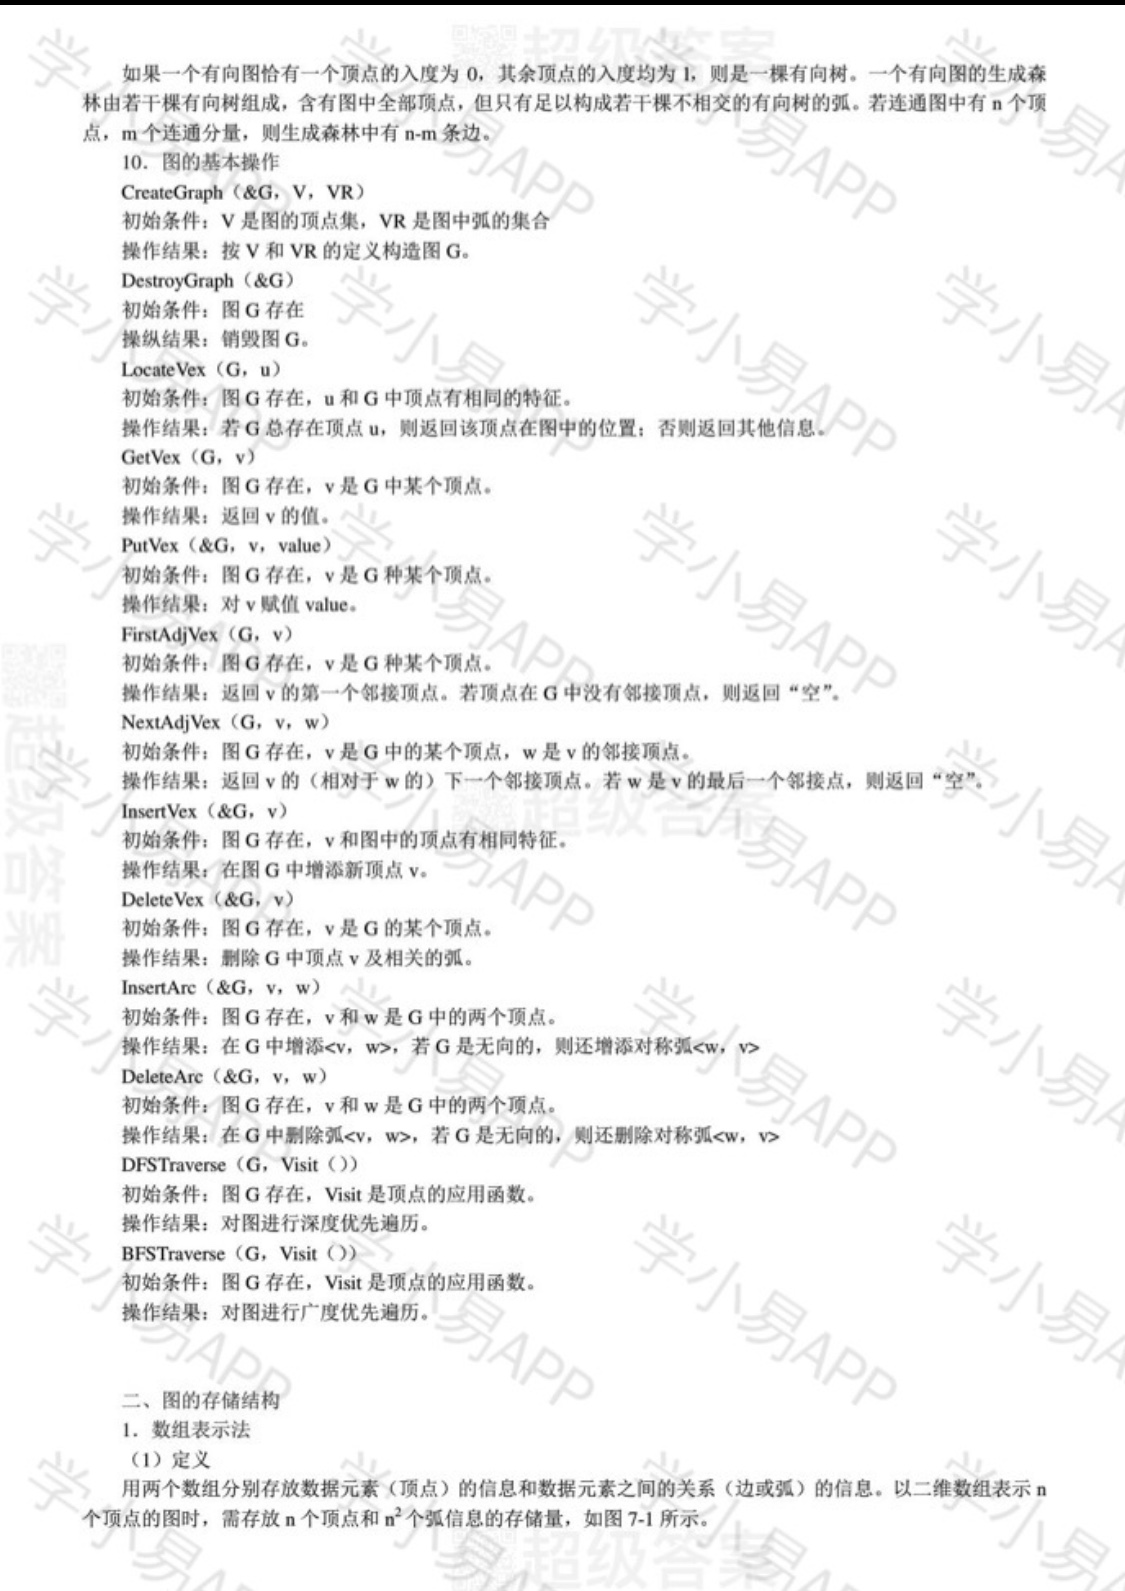 如果一个有向图恰有一个顶点的入度为 0，其余顶点的入度均为 1，则是一棵有向树。一个有向图的生成森
林由若干棵有向树组成，含有图中全部顶点，但只有足以构成若干棵不相交的有向树的弧。若连通图中有 n 个顶
点，m 个连通分量，则生成森林中有 n-m 条边。
10．图的基本操作
CreateGraph（&G，V，VR）
初始条件：V 是图的顶点集，VR 是图中弧的集合
操作结果：按 V 和 VR 的定义构造图 G。
DestroyGraph（&G）
初始条件：图 G 存在
操纵结果：销毁图 G。
LocateVex（G，u）
初始条件：图 G 存在，u 和 G 中顶点有相同的特征。
操作结果：若 G 总存在顶点 u，则返回该顶点在图中的位置；否则返回其他信息。
GetVex（G，v）
初始条件：图 G 存在，v 是 G 中某个顶点。
操作结果：返回 v 的值。
PutVex（&G，v，value）
初始条件：图 G 存在，v 是 G 种某个顶点。
操作结果：对 v 赋值 value。
FirstAdjVex（G，v）
初始条件：图 G 存在，v 是 G 种某个顶点。
操作结果：返回 v 的第一个邻接顶点。若顶点在 G 中没有邻接顶点，则返回“空”。
NextAdjVex（G，v，w）
初始条件：图 G 存在，v 是 G 中的某个顶点，w 是 v 的邻接顶点。
操作结果：返回 v 的（相对于 w 的）下一个邻接顶点。若 w 是 v 的最后一个邻接点，则返回“空”。
InsertVex（&G，v）
初始条件：图 G 存在，v 和图中的顶点有相同特征。
操作结果：在图 G 中增添新顶点 v。
DeleteVex（&G，v）
初始条件：图 G 存在，v 是 G 的某个顶点。
操作结果：删除 G 中顶点 v 及相关的弧。
InsertArc（&G，v，w）
初始条件：图 G 存在，v 和 w 是 G 中的两个顶点。
操作结果：在 G 中增添<v，w>，若 G 是无向的，则还增添对称弧<w，v>
DeleteArc（&G，v，w）
初始条件：图 G 存在，v 和 w 是 G 中的两个顶点。
操作结果：在 G 中删除弧<v，w>，若 G 是无向的，则还删除对称弧<w，v>
DFSTraverse（G，Visit（））
初始条件：图 G 存在，Visit 是顶点的应用函数。
操作结果：对图进行深度优先遍历。
BFSTraverse（G，Visit（））
初始条件：图 G 存在，Visit 是顶点的应用函数。
操作结果：对图进行广度优先遍历。
二、图的存储结构
1．数组表示法
（1）定义
用两个数组分别存放数据元素（顶点）的信息和数据元素之间的关系（边或弧）的信息。以二维数组表示 n
个顶点的图时，需存放 n 个顶点和 n² 个弧信息的存储量，如图 7-1 所示。
学小易APP
超级答案